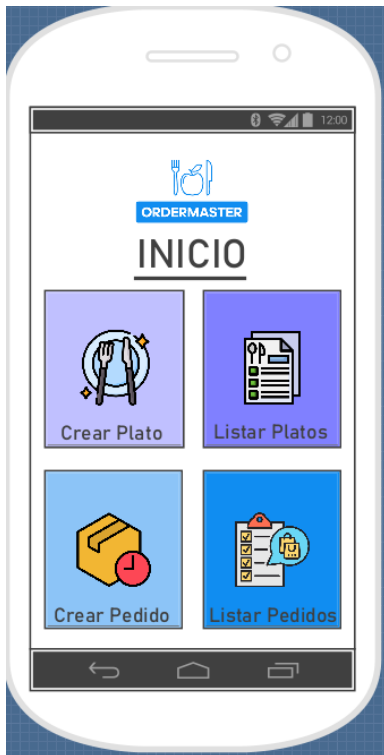 12:00
ORDERMASTER
INICIO
Crear Plato
Listar Platos
Crear Pedido
Listar Pedidos